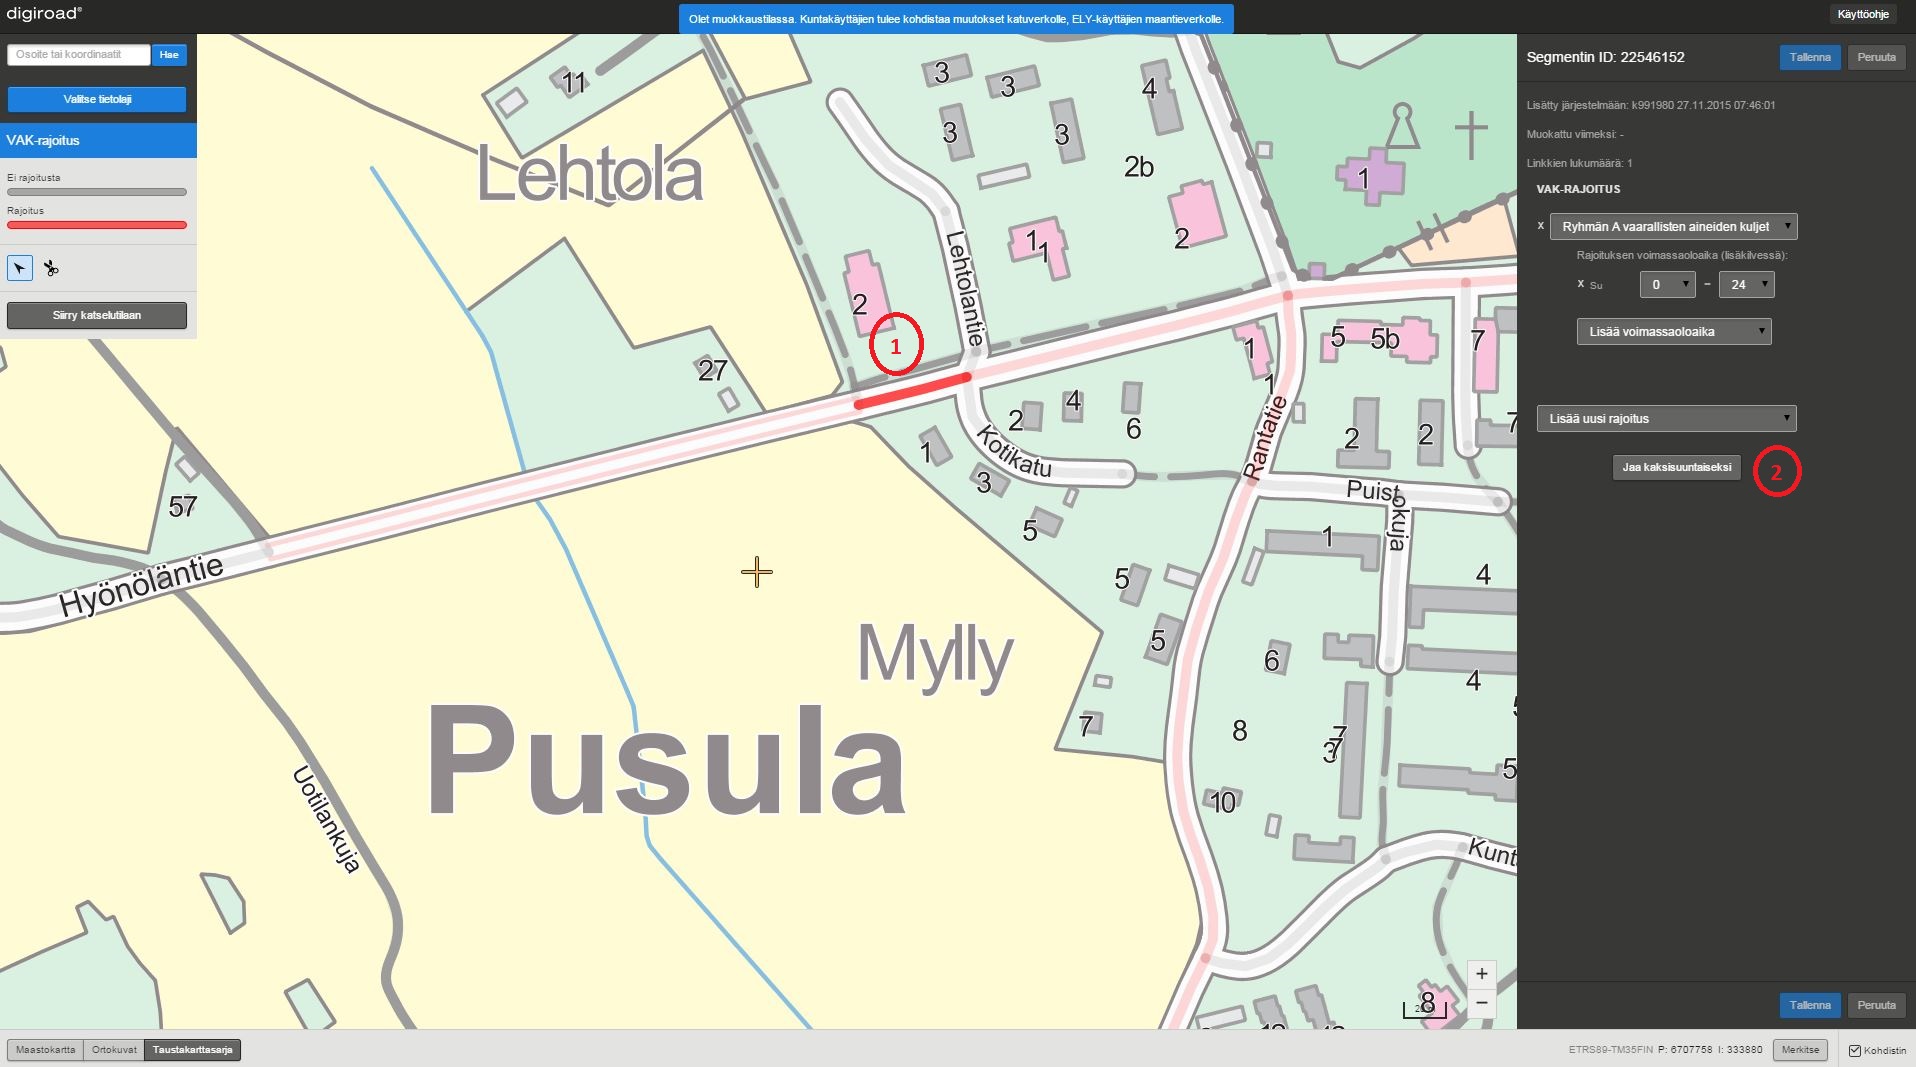 digiroad®
Olet muokkaustilassa. Kuntakäyttäjien tulee kohdistaa muutokset katuverkolle, ELY-käyttäjien maantieverkolle.
Käyttöohje
Osoite tai koordinaatit
Hae
Valitse tietolaji
VAK-rajoitus
Ei rajoitusta
Rajoitus
Siirry katselutilaan
11
3
3
4
3
3
2b
Lehtola
1
1
1
2
2
Lehtolantie
1
27
1
5
5b
7
1
2
4
6
1
Kotikatu
3
Rantatie
2
2
7
57
5
Puistokuja
1
Hyönöläntie
5
4
Mylly
5
6
4
Pusula
7
8
7
7
3
5
Uotilankuja
10
Kunt
8
+
−
Segmentin ID: 22546152
Tallenna
Peruuta
Lisätty järjestelmään: k991980 27.11.2015 07:46:01
Muokattu viimeksi: -
Linkkien lukumäärä: 1
VAK-RAJOITUS
x
Ryhmän A vaarallisten aineiden kuljet
Rajoituksen voimassaoloaika (lisäkilvessä):
x Su 0 – 24
Lisää voimassaoloaika
Lisää uusi rajoitus
Jaa kaksisuuntaiseksi
2
Tallenna
Peruuta
Maastokartta
Ortokuvat
Taustakarttasarja
ETRS89-TM35FIN P: 6707758 I: 333880
Merkitse
Kohdistin